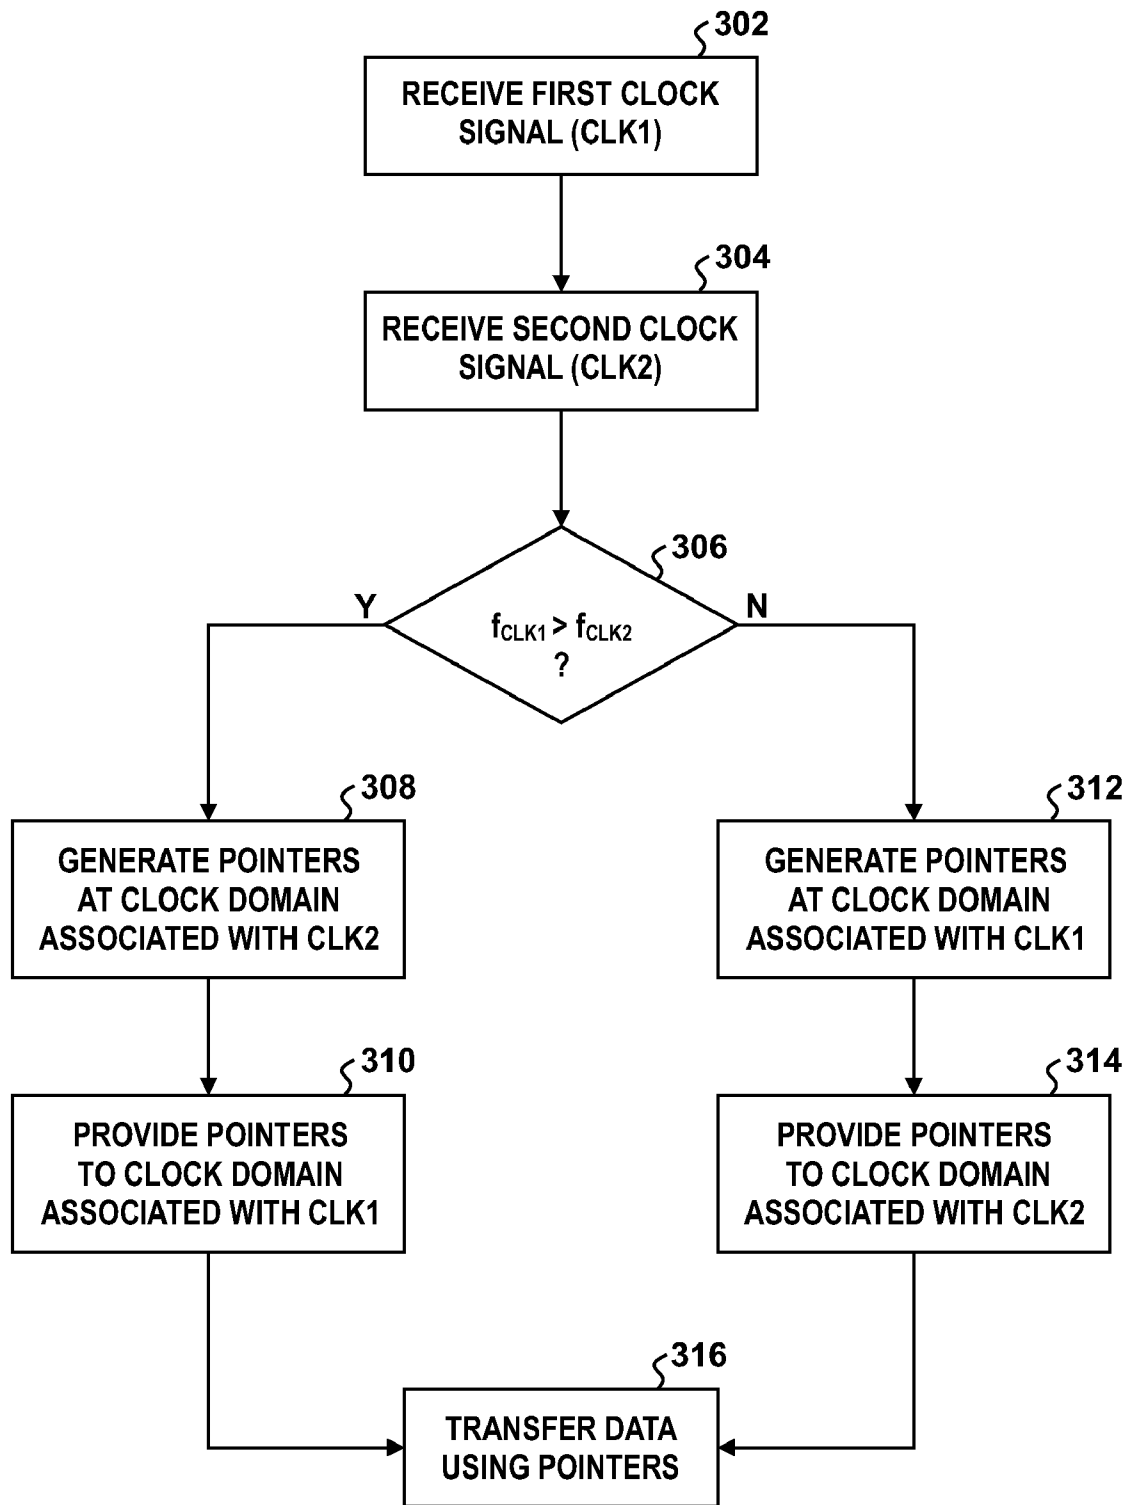 302
RECEIVE FIRST CLOCK
SIGNAL (CLK1)
304
RECEIVE SECOND CLOCK
SIGNAL (CLK2)
306
Y
N
fCLK1 > fCLK2
?
308
GENERATE POINTERS
AT CLOCK DOMAIN
ASSOCIATED WITH CLK2
312
GENERATE POINTERS
AT CLOCK DOMAIN
ASSOCIATED WITH CLK1
310
PROVIDE POINTERS
TO CLOCK DOMAIN
ASSOCIATED WITH CLK1
314
PROVIDE POINTERS
TO CLOCK DOMAIN
ASSOCIATED WITH CLK2
316
TRANSFER DATA
USING POINTERS